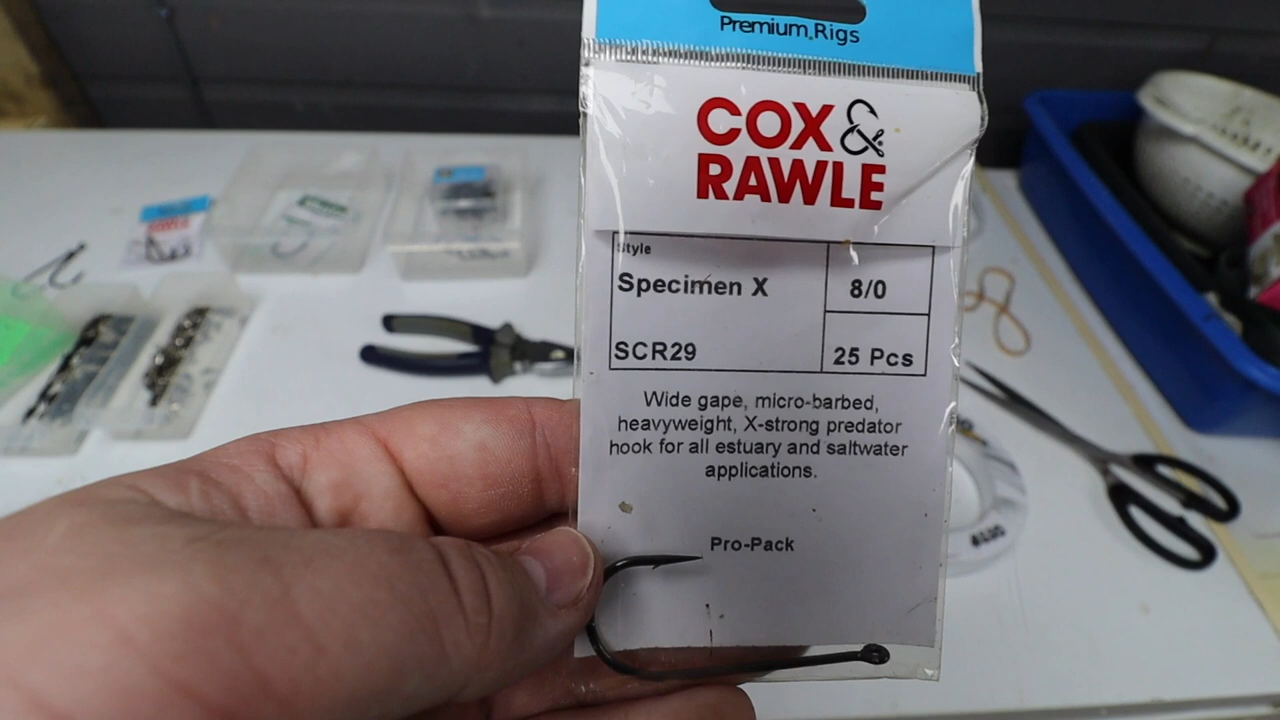 Premium Rigs
COX &
RAWLE
Style
Specimen X
8/0
SCR29
25 Pcs
Wide gape, micro-barbed,
heavyweight, X-strong predator
hook for all estuary and saltwater
applications.
Pro-Pack
RAWLE